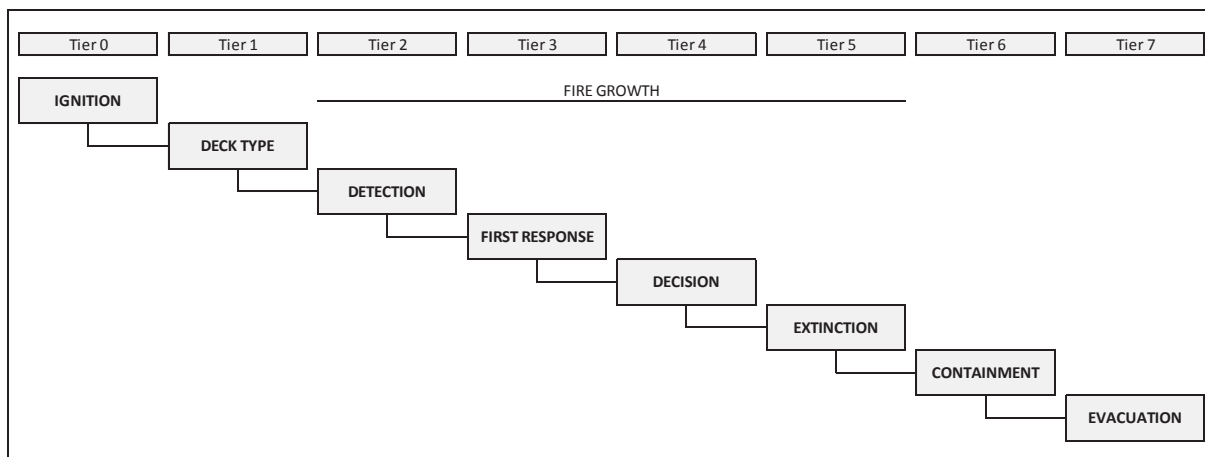 Tier 0 Tier 1 Tier 2 Tier 3 Tier 4 Tier 5 Tier 6 Tier 7
IGNITION
FIRE GROWTH
DECK TYPE
DETECTION
FIRST RESPONSE
DECISION
EXTINCTION
CONTAINMENT
EVACUATION